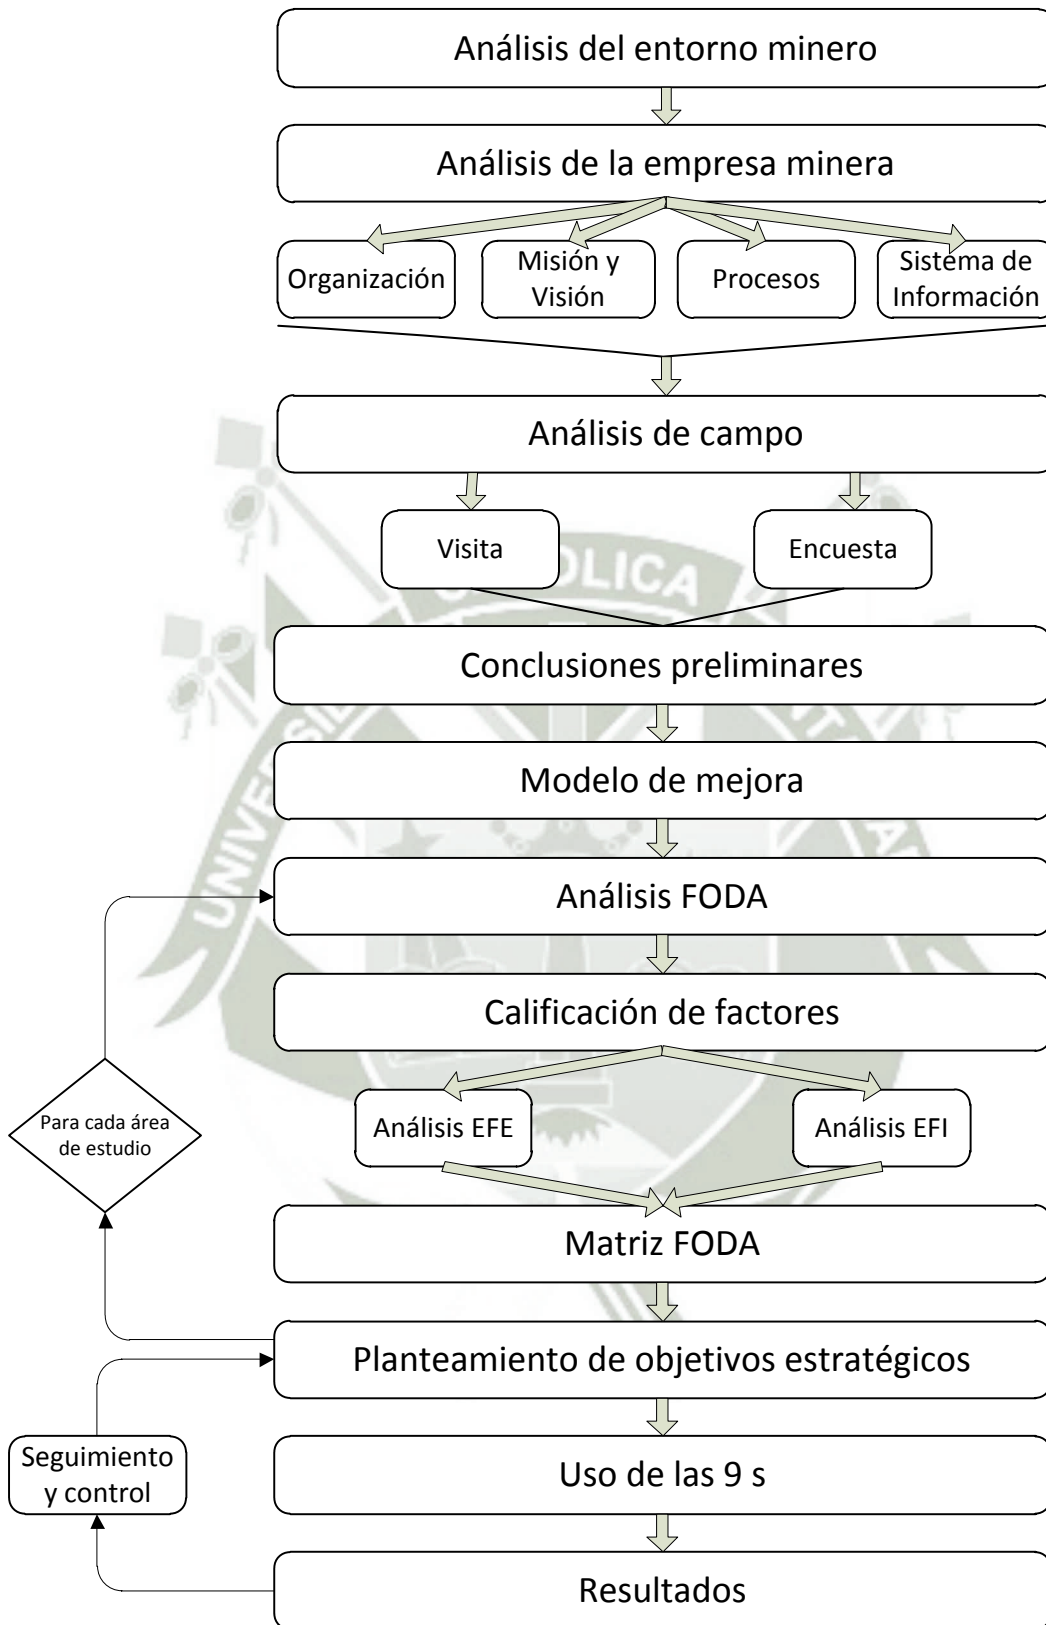 Análisis del entorno minero
Análisis de la empresa minera
Organización
Misión y
Visión
Procesos
Sistema de
Información
Análisis de campo
Visita
Encuesta
Conclusiones preliminares
Modelo de mejora
Análisis FODA
Calificación de factores
Para cada área
de estudio
Análisis EFE
Análisis EFI
Matriz FODA
Planteamiento de objetivos estratégicos
Seguimiento
y control
Uso de las 9 s
Resultados